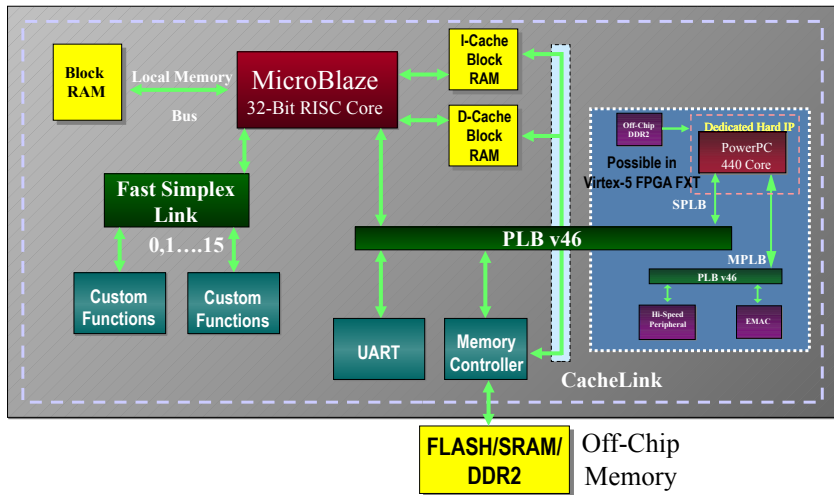 Block
RAM
Local Memory
Bus
MicroBlaze
32-Bit RISC Core
I-Cache
Block
RAM
D-Cache
Block
RAM
Fast Simplex
Link
0,1….15
Custom
Functions
Custom
Functions
PLB v46
UART
Memory
Controller
CacheLink
FLASH/SRAM/
DDR2
Off-Chip
Memory
Off-Chip
DDR2
Dedicated Hard IP
PowerPC
440 Core
Possible in
Virtex-5 FPGA FXT
SPLB
MPLB
PLB v46
Hi-Speed
Peripheral
EMAC